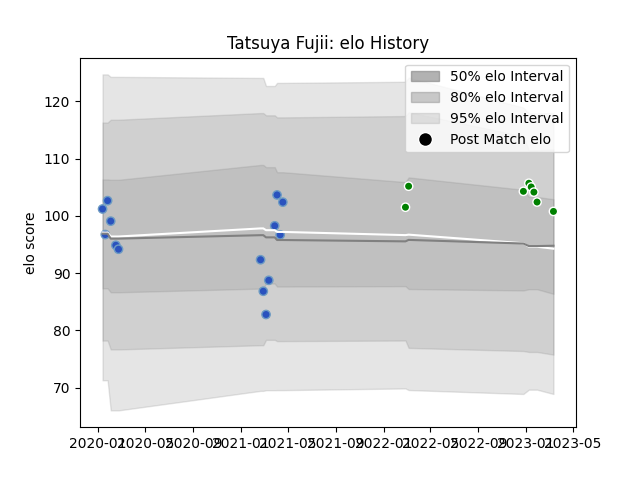 Tatsuya Fujii: elo History
50% elo Interval
80% elo Interval
95% elo Interval
Post Match elo
elo score
120
110
100
90
80
70
2020-01 2020-05 2020-09 2021-01 2021-05 2021-09 2022-01 2022-05 2022-09 2023-01 2023-05